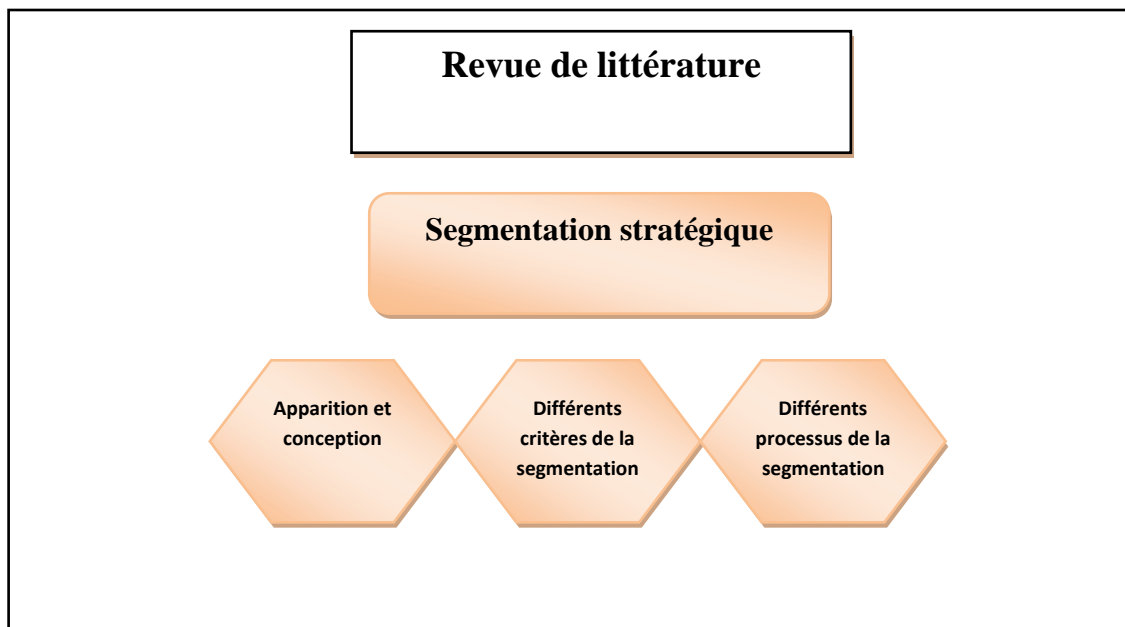 Revue de littérature
Segmentation stratégique
Apparition et
conception
Différents
critères de la
segmentation
Différents
processus de la
segmentation